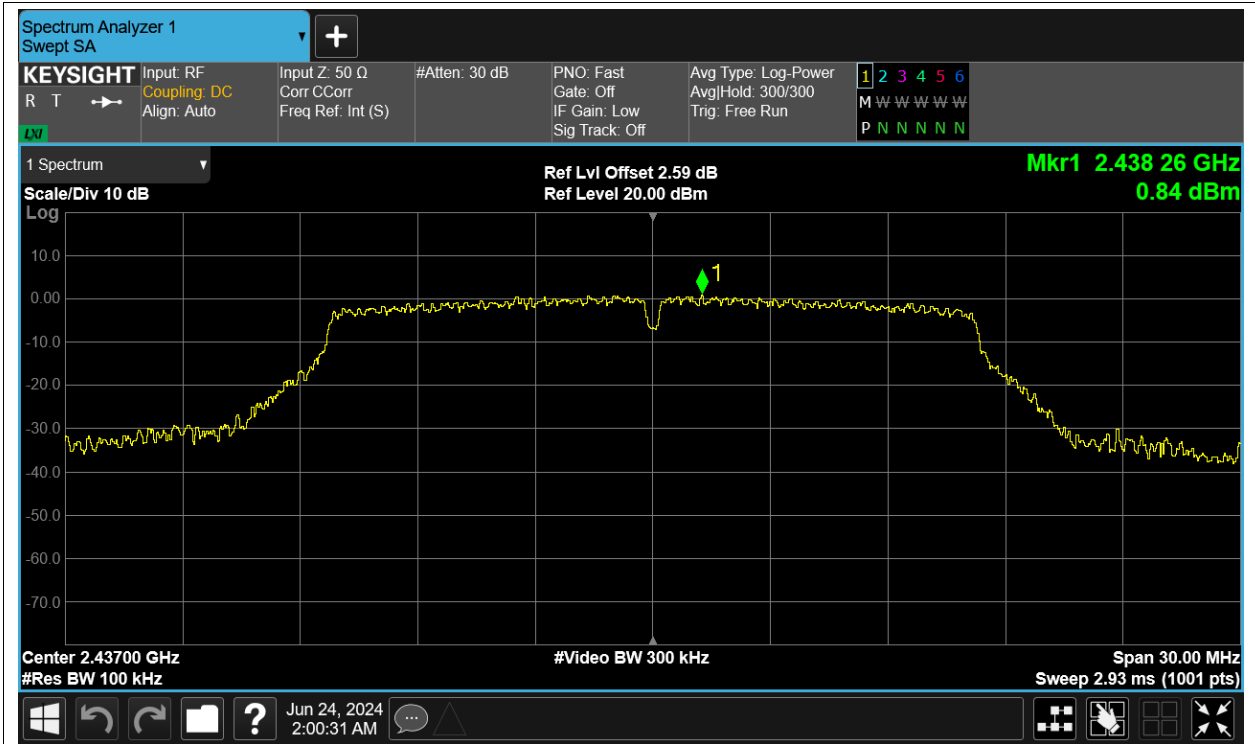 Spectrum Analyzer 1
Swept SA
KEYSIGHT
R T
LXI
Input: RF
Coupling: DC
Align: Auto
Input Z: 50 Ω
Corr CCorr
Freq Ref: Int (S)
#Atten: 30 dB
PNO: Fast
Gate: Off
IF Gain: Low
Sig Track: Off
Avg Type: Log-Power
Avg|Hold: 300/300
Trig: Free Run
1 2 3 4 5 6
M W W W W W
P N N N N N
1 Spectrum
Scale/Div 10 dB
Ref Lvl Offset 2.59 dB
Ref Level 20.00 dBm
Mkr1 2.438 26 GHz
0.84 dBm
Log
1
10.0
0.00
-10.0
-20.0
-30.0
-40.0
-50.0
-60.0
-70.0
Center 2.43700 GHz
#Res BW 100 kHz
#Video BW 300 kHz
Span 30.00 MHz
Sweep 2.93 ms (1001 pts)
?
Jun 24, 2024
2:00:31 AM